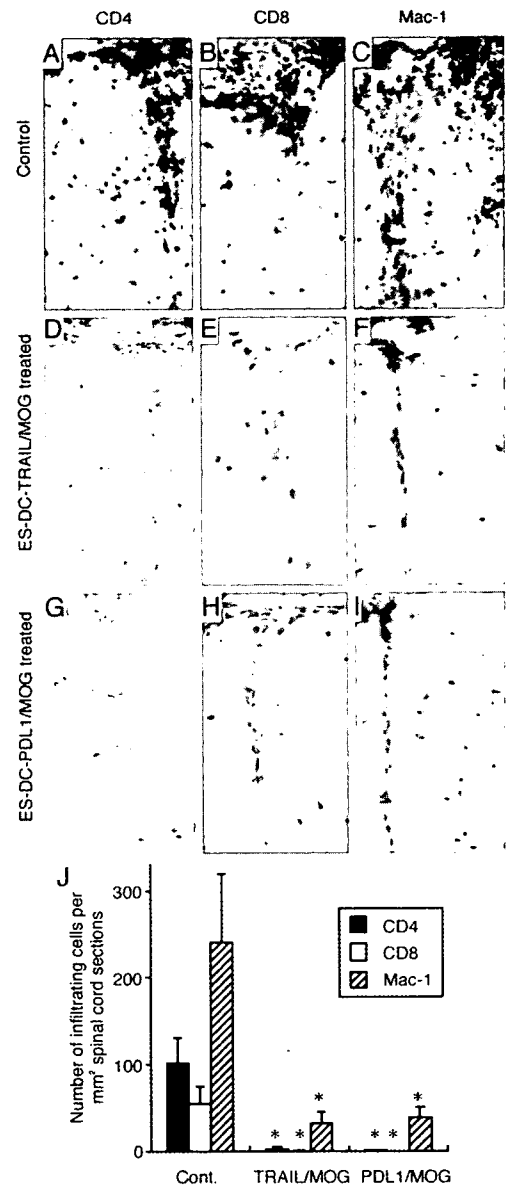 CD4 CD8 Mac-1
A B C
Control
D E F
ES-DC-TRAIL/MOG treated
G H I
ES-DC-PDL1/MOG treated
J
Number of infiltrating cells per
mm² spinal cord sections
300
200
100
0
CD4
CD8
Mac-1
* * *
* * *
Cont. TRAIL/MOG PDL1/MOG